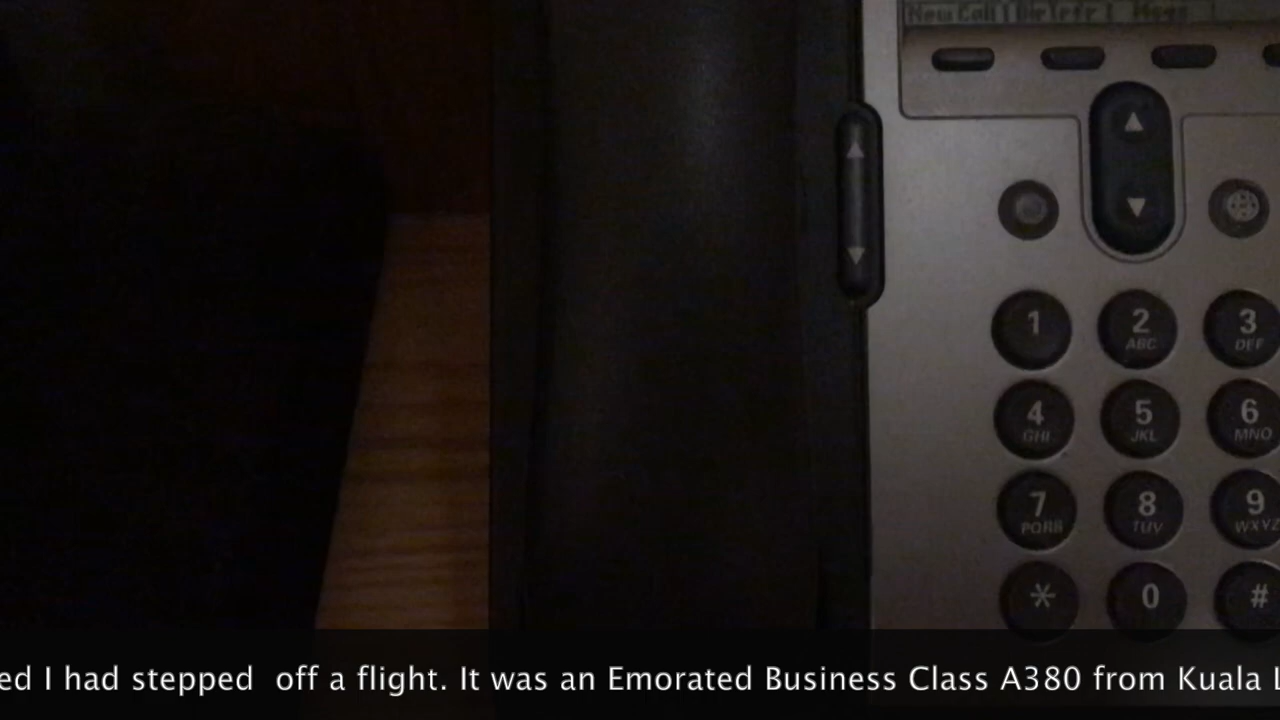 NewCall
1 2 ABC 3 DEF
4 GHI 5 JKL 6 MNO
7 PQRS 8 TUV 9 WXYZ
* 0 #
ed I had stepped off a flight. It was an Emorated Business Class A380 from Kuala L